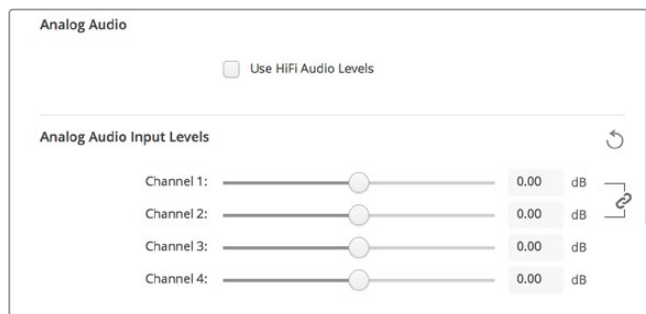 Analog Audio
Use HiFi Audio Levels
Analog Audio Input Levels
Channel 1: 0.00 dB
Channel 2: 0.00 dB
Channel 3: 0.00 dB
Channel 4: 0.00 dB